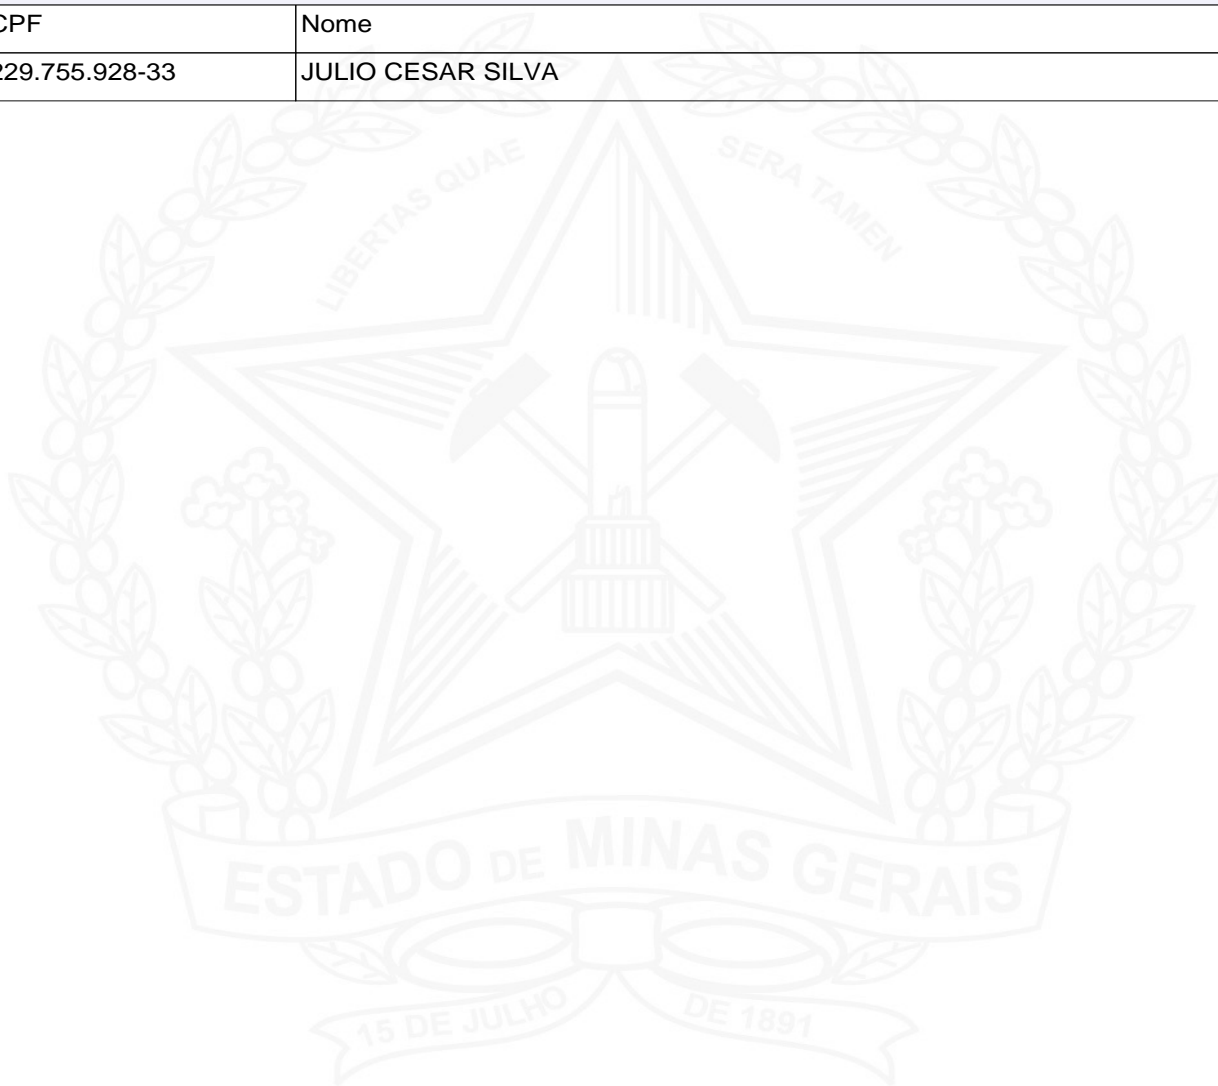 CPF Nome
229.755.928-33 JULIO CESAR SILVA
LIBERTAS QUAE SERA TAMEN
ESTADO DE MINAS GERAIS
15 DE JULHO DE 1891